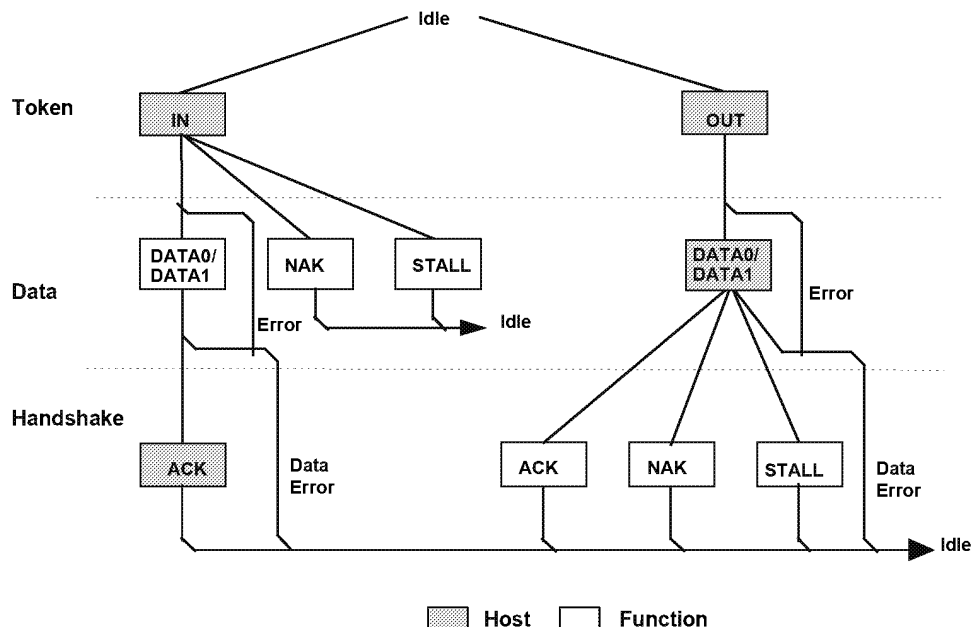 Idle
Token
IN
OUT
DATA0/
DATA1
NAK
STALL
DATA0/
DATA1
Data
Error
Idle
Error
Handshake
ACK
Data
Error
ACK
NAK
STALL
Data
Error
Idle
Host
Function